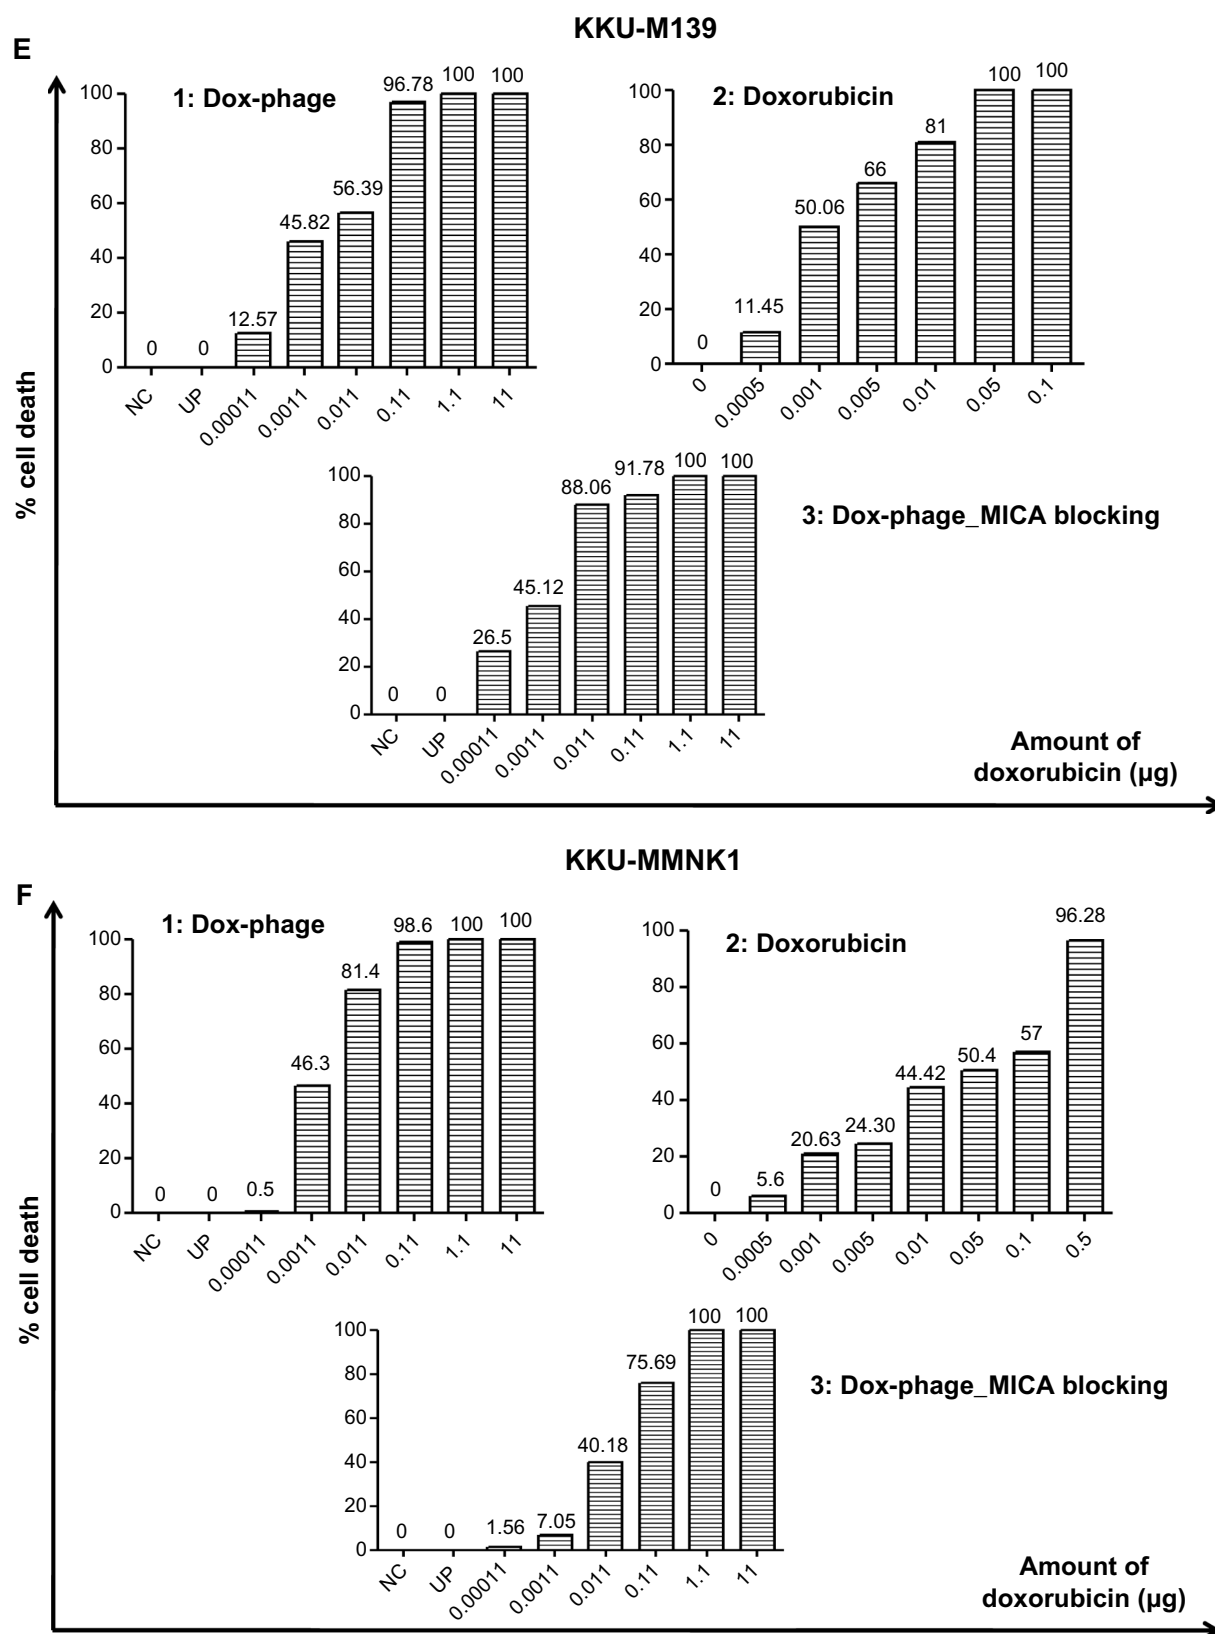 KKU-M139
E
1: Dox-phage
100 80 60 40 20 0
0 0 12.57 45.82 56.39 96.78 100 100
NC UP 0.00011 0.0011 0.011 0.11 1.1 11
2: Doxorubicin
100 80 60 40 20 0
0 11.45 50.06 66 81 100 100
0 0.0005 0.001 0.005 0.01 0.05 0.1
% cell death
3: Dox-phage_MICA blocking
100 80 60 40 20 0
0 0 26.5 45.12 88.06 91.78 100 100
NC UP 0.00011 0.0011 0.011 0.11 1.1 11
Amount of
doxorubicin (µg)
KKU-MMNK1
F
1: Dox-phage
100 80 60 40 20 0
0 0 0.5 46.3 81.4 98.6 100 100
NC UP 0.00011 0.0011 0.011 0.11 1.1 11
2: Doxorubicin
100 80 60 40 20 0
0 5.6 20.63 24.30 44.42 50.4 57 96.28
0 0.0005 0.001 0.005 0.01 0.05 0.1 0.5
% cell death
3: Dox-phage_MICA blocking
100 80 60 40 20 0
0 0 1.56 7.05 40.18 75.69 100 100
NC UP 0.00011 0.0011 0.011 0.11 1.1 11
Amount of
doxorubicin (µg)